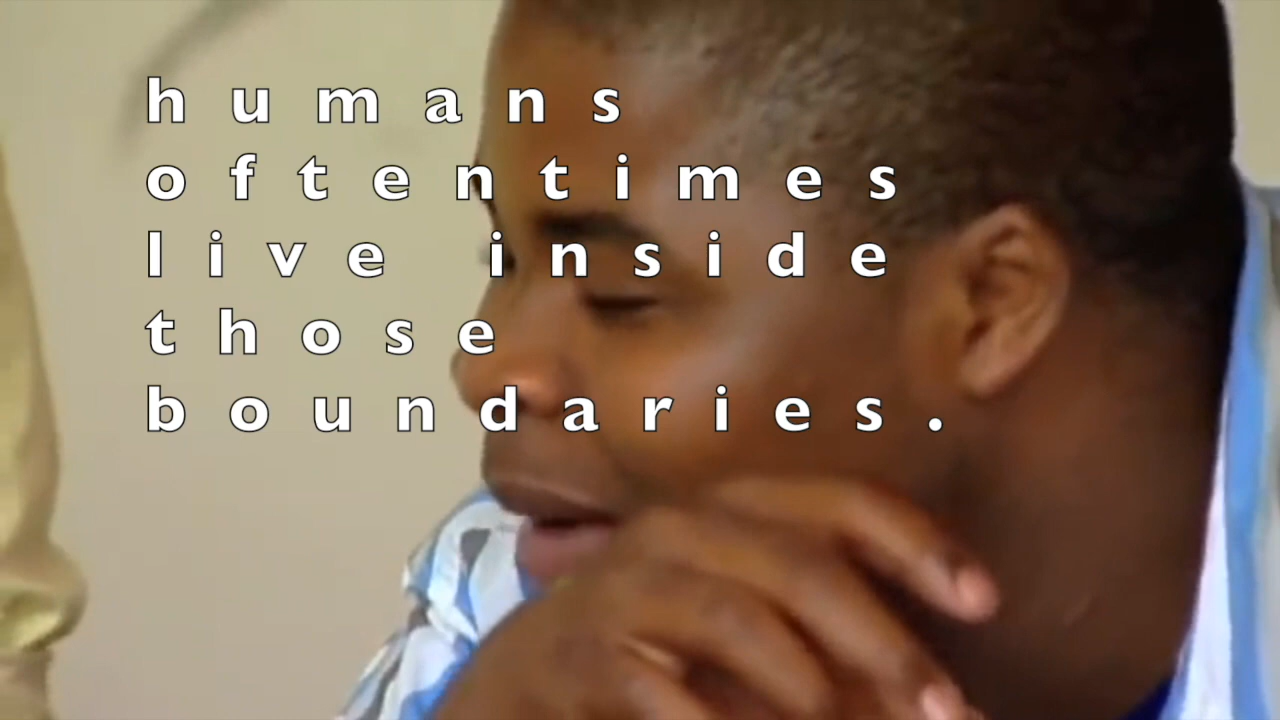 humans
oftentimes
live inside
those
boundaries.